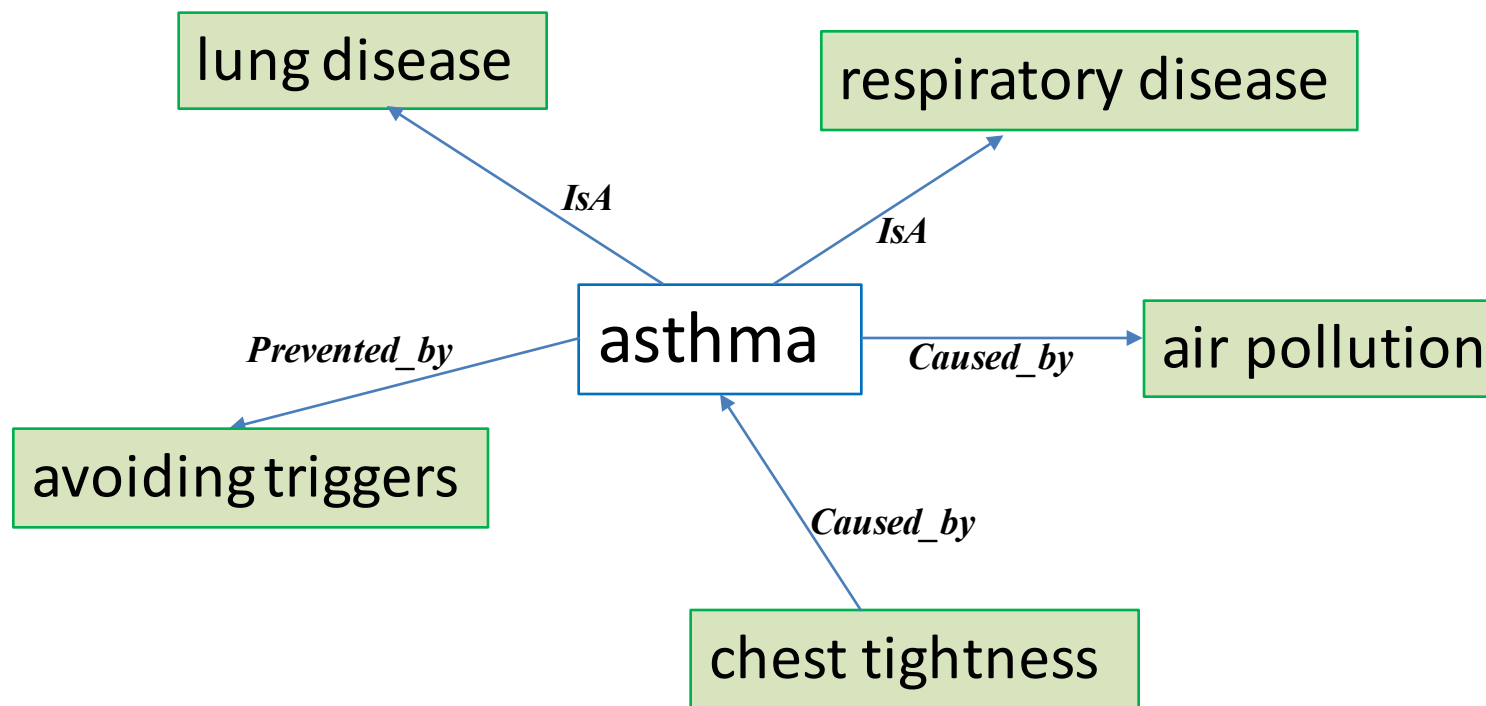 lung disease
respiratory disease
IsA
IsA
asthma
Prevented_by
Caused_by
air pollution
avoiding triggers
Caused_by
chest tightness